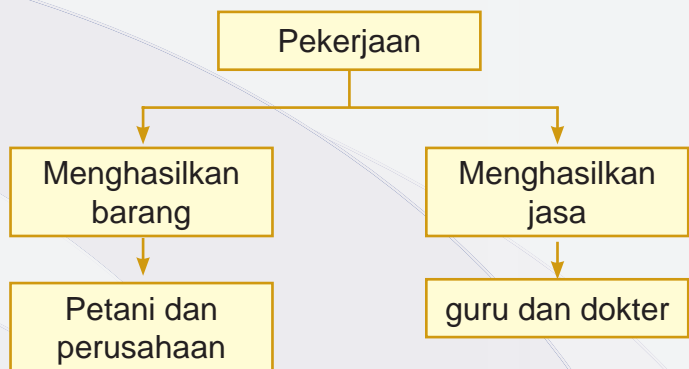 Pekerjaan
Menghasilkan
barang
Menghasilkan
jasa
Petani dan
perusahaan
guru dan dokter